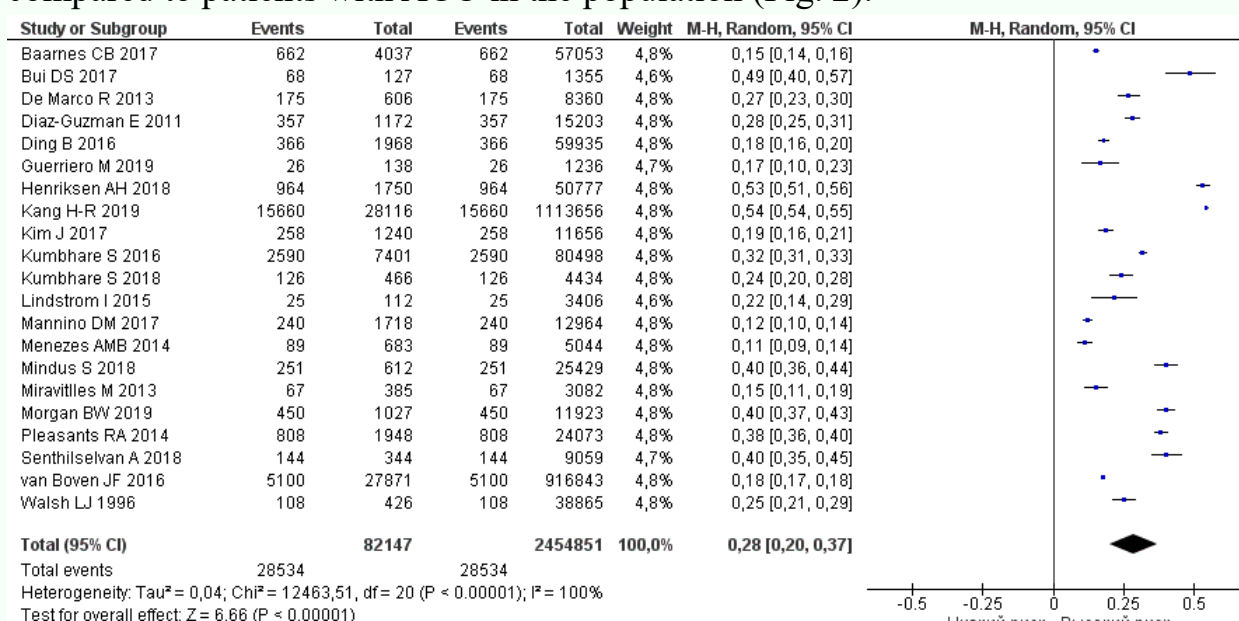 compared to patients with ACO in the population (Fig. 2).
Study or Subgroup Events Total Events Total Weight M-H, Random, 95% CI M-H, Random, 95% CI
Baarnes CB 2017 662 4037 662 57053 4,8% 0,15 [0,14, 0,16]
Bui DS 2017 68 127 68 1355 4,6% 0,49 [0,40, 0,57]
De Marco R 2013 175 606 175 8360 4,8% 0,27 [0,23, 0,30]
Diaz-Guzman E 2011 357 1172 357 15203 4,8% 0,28 [0,25, 0,31]
Ding B 2016 366 1968 366 59935 4,8% 0,18 [0,16, 0,20]
Guerriero M 2019 26 138 26 1236 4,7% 0,17 [0,10, 0,23]
Henriksen AH 2018 964 1750 964 50777 4,8% 0,53 [0,51, 0,56]
Kang H-R 2019 15660 28116 15660 1113656 4,8% 0,54 [0,54, 0,55]
Kim J 2017 258 1240 258 11656 4,8% 0,19 [0,16, 0,21]
Kumbhare S 2016 2590 7401 2590 80498 4,8% 0,32 [0,31, 0,33]
Kumbhare S 2018 126 466 126 4434 4,8% 0,24 [0,20, 0,28]
Lindstrom I 2015 25 112 25 3406 4,6% 0,22 [0,14, 0,29]
Mannino DM 2017 240 1718 240 12964 4,8% 0,12 [0,10, 0,14]
Menezes AMB 2014 89 683 89 5044 4,8% 0,11 [0,09, 0,14]
Mindus S 2018 251 612 251 25429 4,8% 0,40 [0,36, 0,44]
Miravitlles M 2013 67 385 67 3082 4,8% 0,15 [0,11, 0,19]
Morgan BW 2019 450 1027 450 11923 4,8% 0,40 [0,37, 0,43]
Pleasants RA 2014 808 1948 808 24073 4,8% 0,38 [0,36, 0,40]
Senthilselvan A 2018 144 344 144 9059 4,7% 0,40 [0,35, 0,45]
van Boven JF 2016 5100 27871 5100 916843 4,8% 0,18 [0,17, 0,18]
Walsh LJ 1996 108 426 108 38865 4,8% 0,25 [0,21, 0,29]
Total (95% CI) 82147 2454851 100,0% 0,28 [0,20, 0,37]
Total events 28534 28534
Heterogeneity: Tau² = 0,04; Chi² = 12463,51, df = 20 (P < 0.00001); I² = 100%
Test for overall effect: Z = 6,66 (P < 0.00001)
-0.5 -0.25 0 0.25 0.5